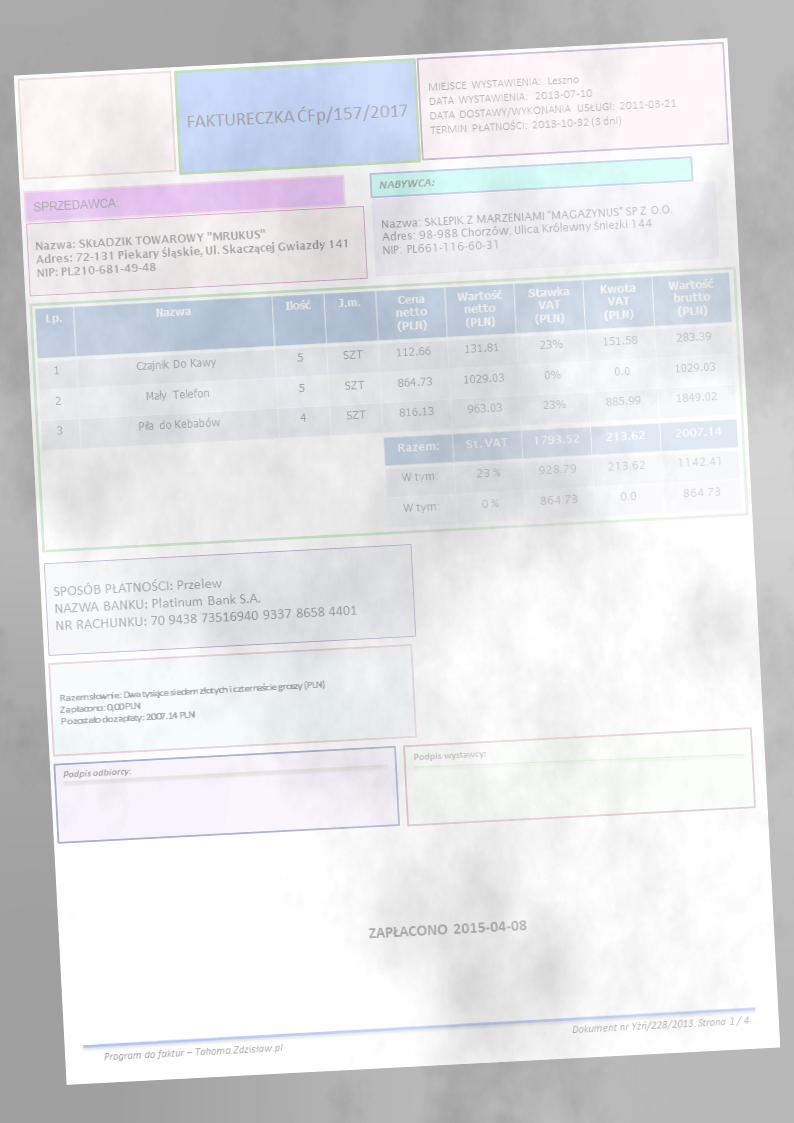 FAKTURECZKA ĆFp/157/2017
MIEJSCE WYSTAWIENIA: Leszno
DATA WYSTAWIENIA: 2013-07-10
DATA DOSTAWY/WYKONANIA USŁUGI: 2011-03-21
TERMIN PŁATNOŚCI: 2013-10-32 (3 dni)
SPRZEDAWCA:
Nazwa: SKŁADZIK TOWAROWY "MRUKUS"
Adres: 72-131 Piekary Śląskie, Ul. Skaczącej Gwiazdy 141
NIP: PL210-681-49-48
NABYWCA:
Nazwa: SKLEPIK Z MARZENIAMI "MAGAZYNUS" SP Z O.O.
Adres: 98-988 Chorzów, Ulica Królewny Śnieżki 144
NIP: PL661-116-60-31
Lp. Nazwa Ilość J.m. Cena netto (PLN) Wartość netto (PLN) Stawka VAT (PLN) Kwota VAT (PLN) Wartość brutto (PLN)
1 Czajnik Do Kawy 5 SZT 112.66 131.81 23% 151.58 283.39
2 Mały Telefon 5 SZT 864.73 1029.03 0% 0.0 1029.03
3 Piła do Kebabów 4 SZT 816.13 963.03 23% 885.99 1849.02
Razem: St. VAT 1793.52 213.62 2007.14
W tym: 23 % 928.79 213.62 1142.41
W tym: 0 % 864.73 0.0 864.73
SPOSÓB PŁATNOŚCI: Przelew
NAZWA BANKU: Platinum Bank S.A.
NR RACHUNKU: 70 9438 73516940 9337 8658 4401
Razem słownie: Dwa tysiące siedem złotych i czternaście groszy (PLN)
Zapłacono: 0,00 PLN
Pozostało do zapłaty: 2007.14 PLN
Podpis odbiorcy:
Podpis wystawcy:
ZAPŁACONO 2015-04-08
Program do faktur – Tahoma.Zdzisław.pl
Dokument nr Yźń/228/2013. Strona 1 / 4